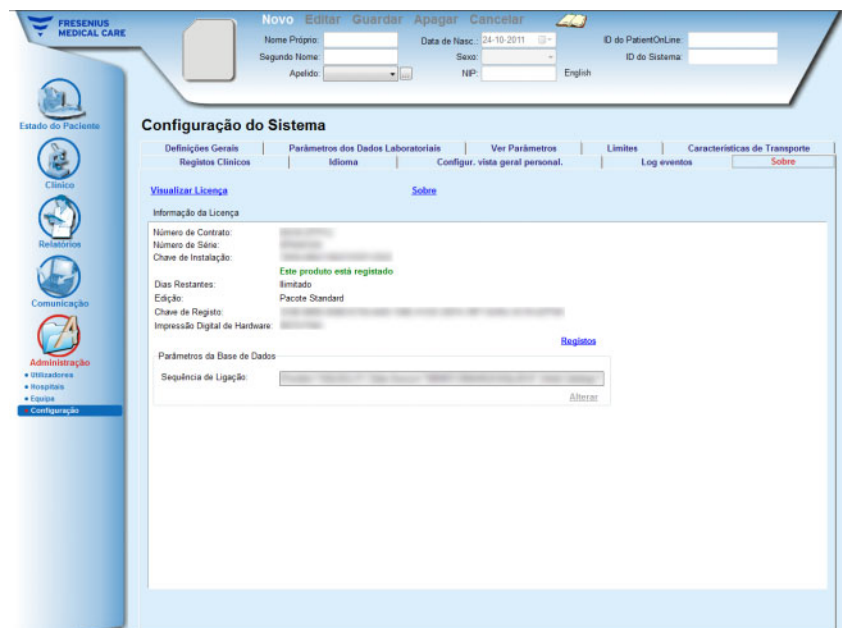 FRESENIUS
MEDICAL CARE
Novo Editar Guardar Apagar Cancelar
Nome Próprio:
Data de Nasc.: 24-10-2011
ID do PatientOnLine:
Segundo Nome:
Sexo:
ID do Sistema:
Apelido:
...
NIP:
English
Estado do Paciente
Clínico
Relatórios
Comunicação
Administração
Utilizadores
Hospitais
Equipa
Configuração
Configuração do Sistema
Definições Gerais | Parâmetros dos Dados Laboratoriais | Ver Parâmetros | Limites | Características de Transporte |
Registos Clínicos | Idioma | Configur. vista geral personal. | Log eventos | Sobre
Visualizar Licença
Sobre
Informação da Licença
Número de Contrato:
Número de Série:
Chave de Instalação:
Este produto está registado
Dias Restantes: Ilimitado
Edição: Pacote Standard
Chave de Registo:
Impressão Digital de Hardware:
Registos
Parâmetros da Base de Dados
Sequência de Ligação:
Alterar